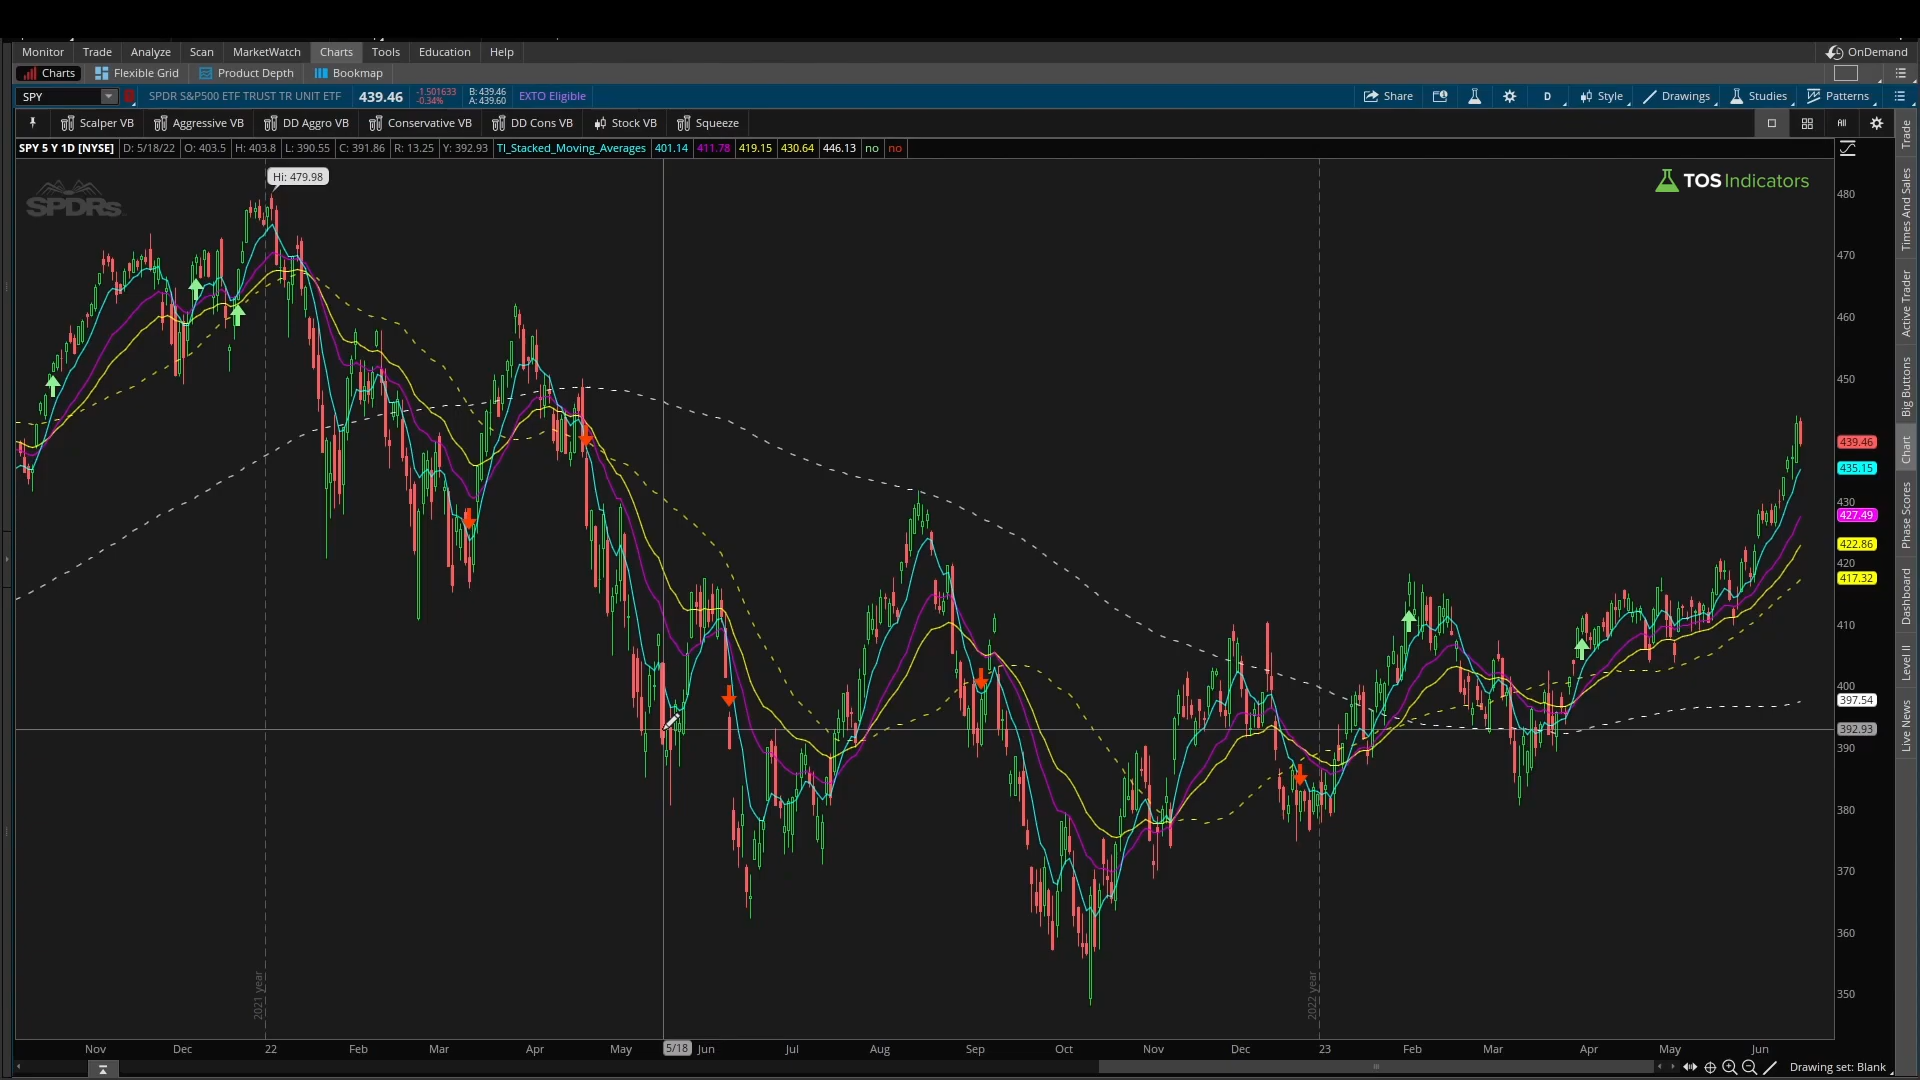 Monitor Trade Analyze Scan MarketWatch Charts Tools Education Help OnDemand
Charts Flexible Grid Product Depth Bookmap
SPY SPDR S&P500 ETF TRUST TR UNIT ETF 439.46 -1.501633 -0.34% B: 439.46 A: 439.60 EXTO Eligible Share D Style Drawings Studies Patterns
Scalper VB Aggressive VB DD Aggro VB Conservative VB DD Cons VB Stock VB Squeeze All
SPY 5 Y 1D [NYSE] D: 5/18/22 O: 403.5 H: 403.8 L: 390.55 C: 391.86 R: 13.25 Y: 392.93 TI_Stacked_Moving_Averages 401.14 411.78 419.15 430.64 446.13 no no
Hi: 479.98
SPDRs
TOS Indicators
480
470
460
450
439.46
435.15
430
427.49
422.86
420
417.32
410
400
397.54
392.93
390
380
370
360
350
2021 year
2022 year
Nov Dec 22 Feb Mar Apr May 5/18 Jun Jul Aug Sep Oct Nov Dec 23 Feb Mar Apr May Jun
Drawing set: Blank
Trade
Times And Sales
Active Trader
Big Buttons
Chart
Phase Scores
Dashboard
Level II
Live News